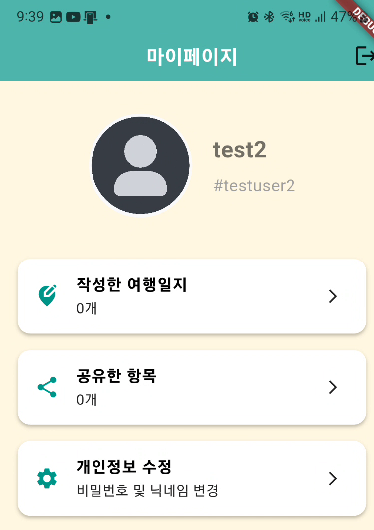 9:39
47%
DEBUG
마이페이지
test2
#testuser2
작성한 여행일지
0개
공유한 항목
0개
개인정보 수정
비밀번호 및 닉네임 변경